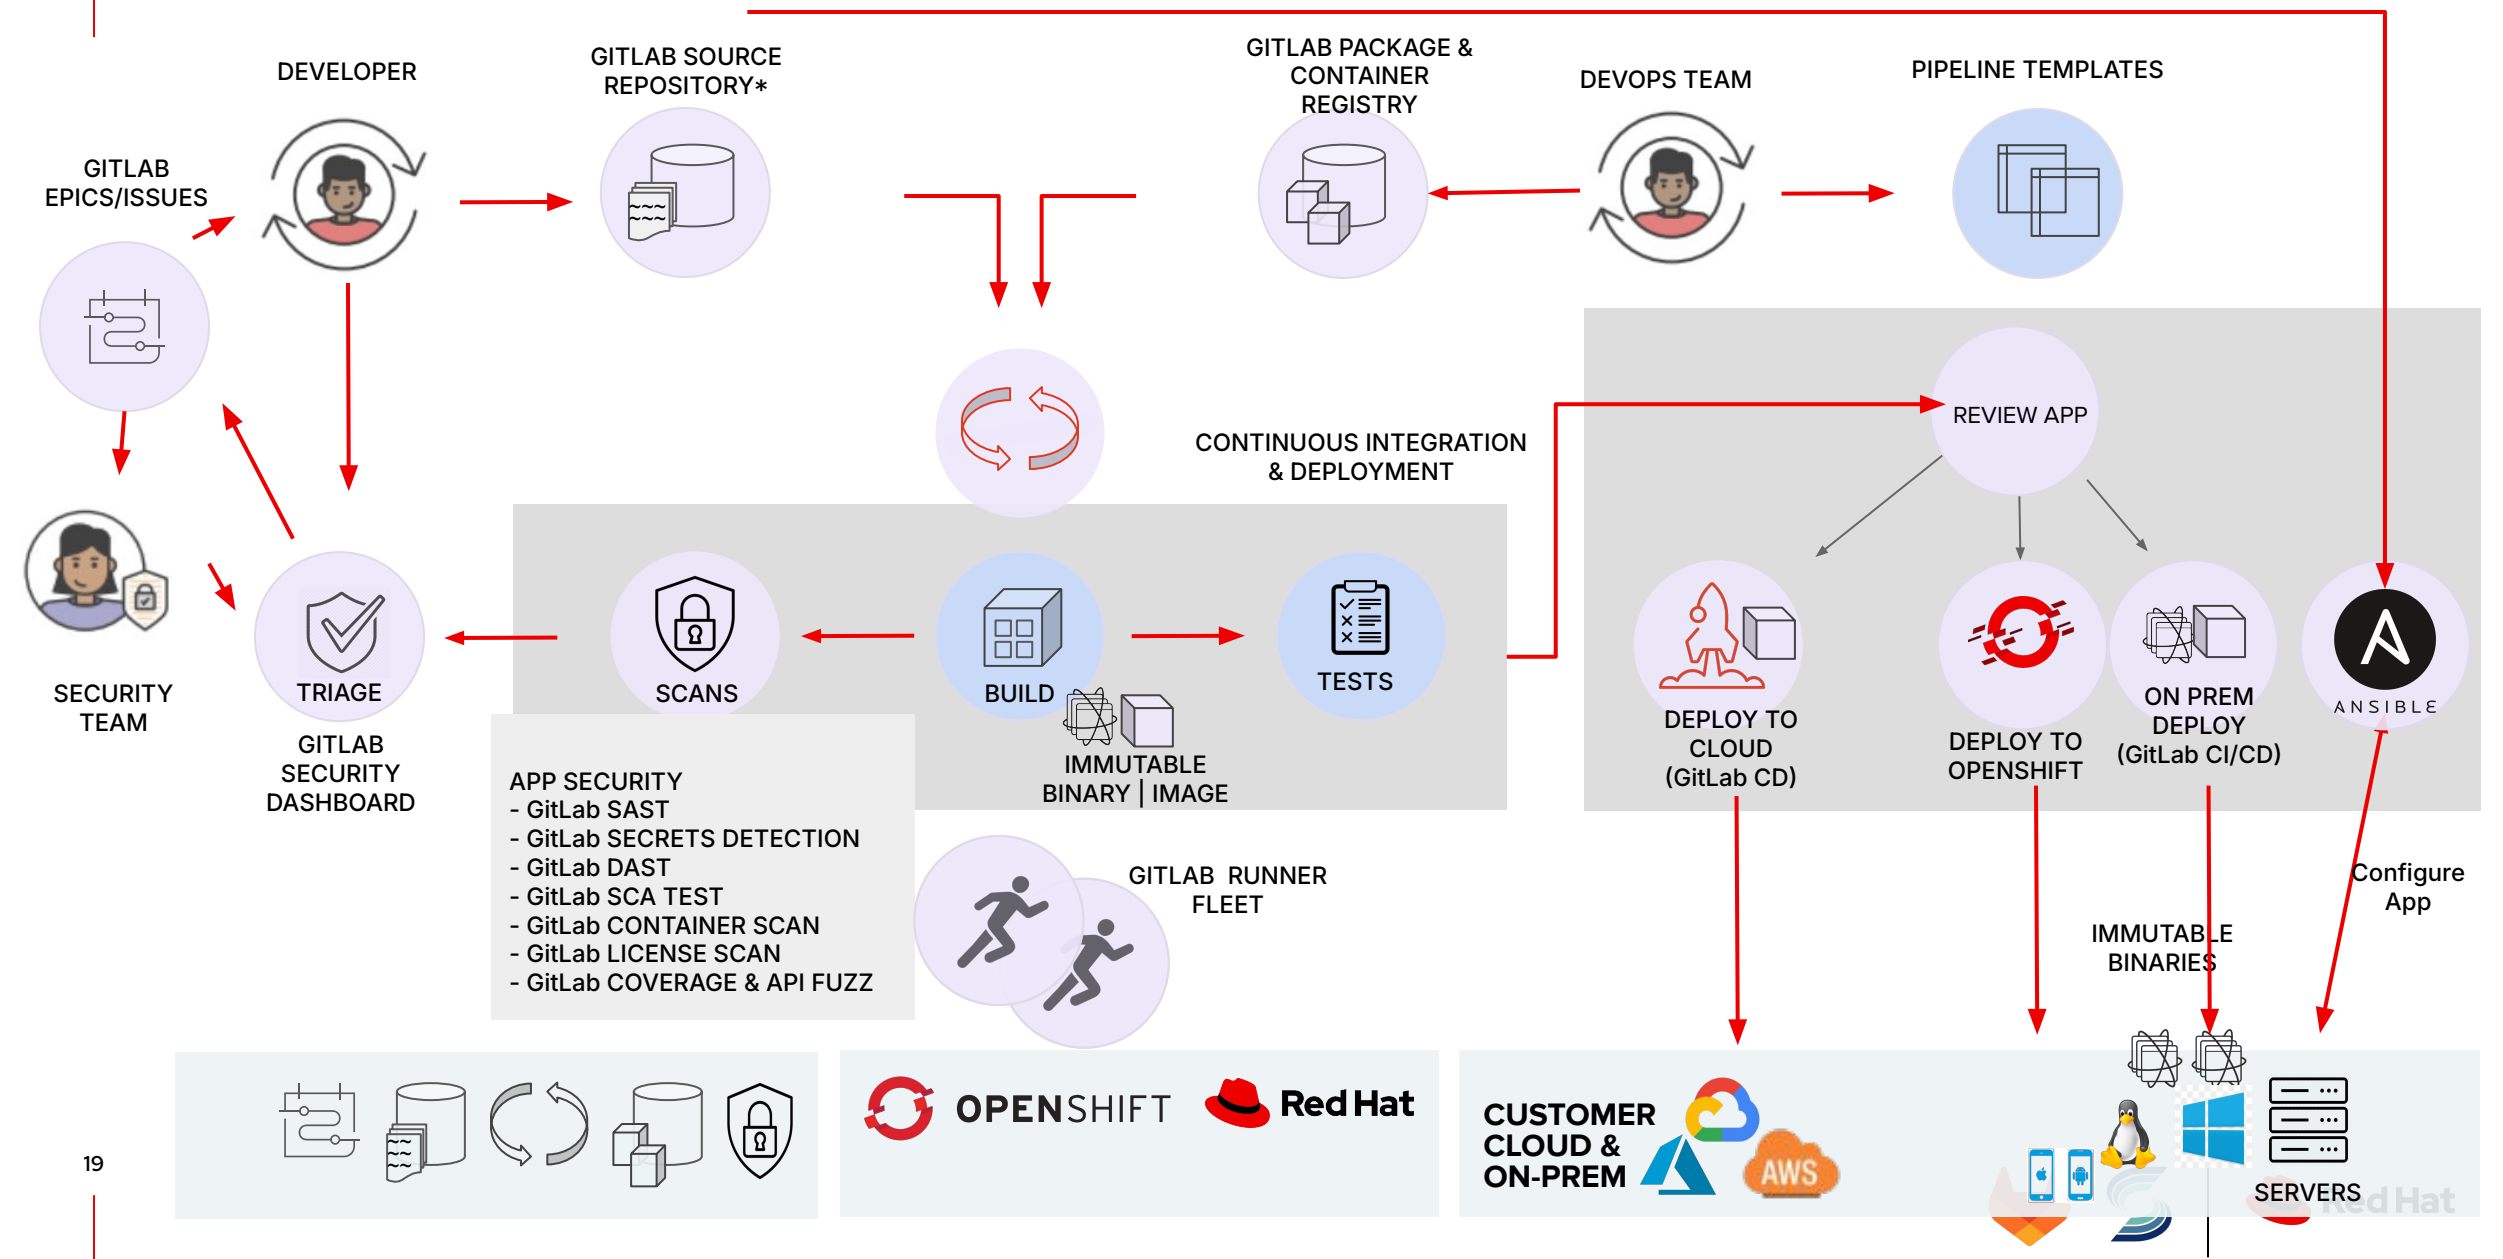 DEVELOPER
GITLAB SOURCE
REPOSITORY*
GITLAB PACKAGE &
CONTAINER
REGISTRY
DEVOPS TEAM
PIPELINE TEMPLATES
GITLAB
EPICS/ISSUES
CONTINUOUS INTEGRATION
& DEPLOYMENT
REVIEW APP
SECURITY
TEAM
TRIAGE
GITLAB
SECURITY
DASHBOARD
SCANS
BUILD
TESTS
IMMUTABLE
BINARY | IMAGE
APP SECURITY
- GitLab SAST
- GitLab SECRETS DETECTION
- GitLab DAST
- GitLab SCA TEST
- GitLab CONTAINER SCAN
- GitLab LICENSE SCAN
- GitLab COVERAGE & API FUZZ
GITLAB RUNNER
FLEET
DEPLOY TO
CLOUD
(GitLab CD)
DEPLOY TO
OPENSHIFT
ON PREM
DEPLOY
(GitLab CI/CD)
ANSIBLE
Configure
App
IMMUTABLE
BINARIES
OPENSHIFT
Red Hat
CUSTOMER
CLOUD &
ON-PREM
AWS
SERVERS
Red Hat
19